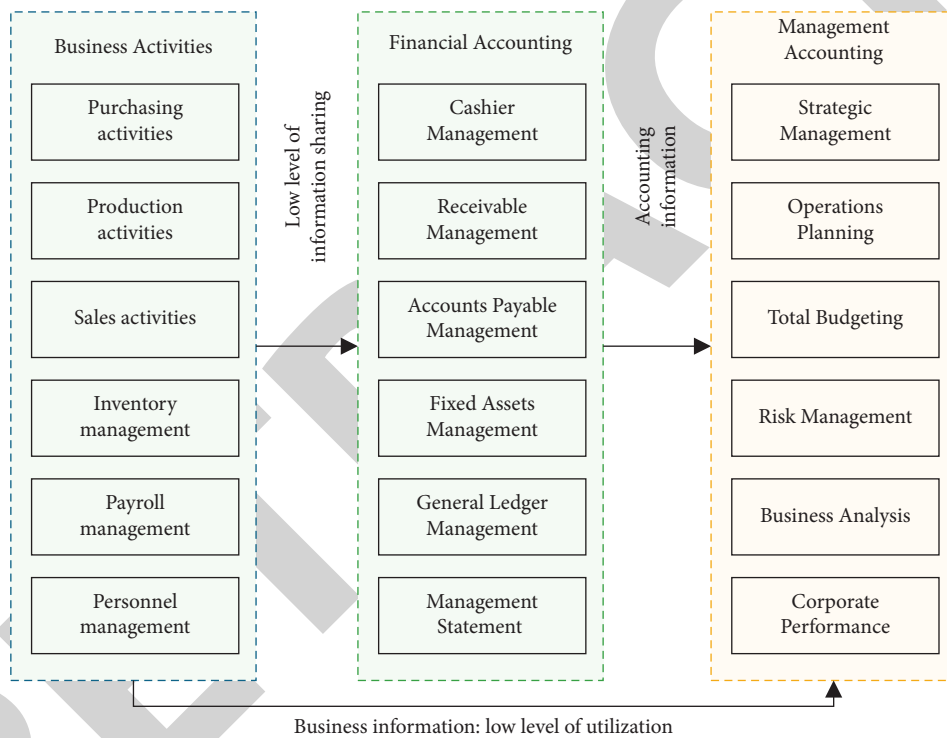 Business Activities
Purchasing
activities
Production
activities
Sales activities
Inventory
management
Payroll
management
Personnel
management
Low level of
information sharing
Financial Accounting
Cashier
Management
Receivable
Management
Accounts Payable
Management
Fixed Assets
Management
General Ledger
Management
Management
Statement
Accounting
information
Management
Accounting
Strategic
Management
Operations
Planning
Total Budgeting
Risk Management
Business Analysis
Corporate
Performance
Business information: low level of utilization